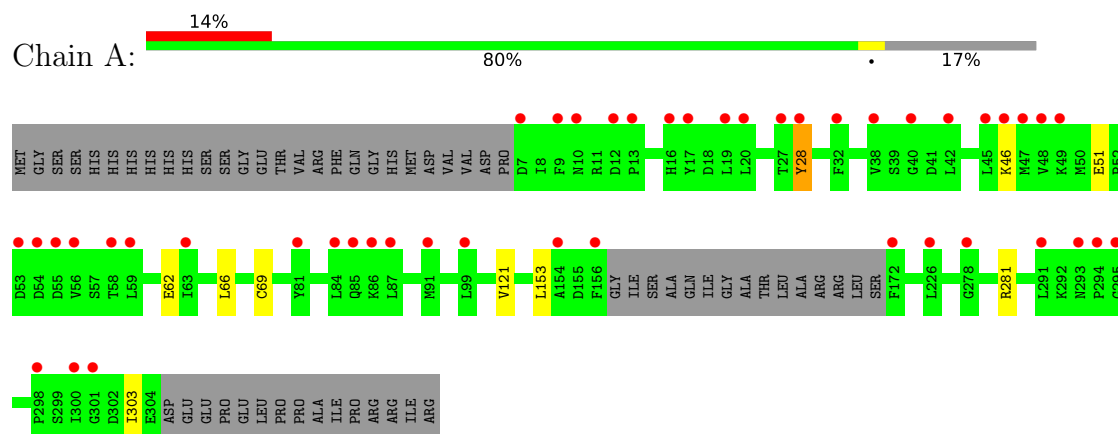 14%
Chain A:
80% • 17%
MET GLY SER SER HIS HIS HIS HIS HIS HIS SER SER GLY GLU THR VAL ARG PHE GLN GLY HIS MET ASP VAL VAL ASP PRO D7 I8 F9 N10 R11 D12 P13 H16 Y17 D18 L19 L20 T27 Y28 F32 V38 S39 G40 D41 L42 L45 K46 M47 V48 K49 M50 E51 R52
D53 D54 D55 V56 S57 T58 L59 E62 I63 L66 C69 Y81 L84 Q85 K86 L87 M91 L99 V121 L153 A154 D155 F156 GLY ILE SER ALA GLN ILE GLY ALA THR LEU ALA ARG ARG LEU SER F172 L226 G278 R281 L291 K292 N293 P294
P298 S299 I300 G301 D302 I303 E304 ASP GLU GLU PRO GLU LEU PRO PRO ALA ILE PRO ARG ARG ILE ARG